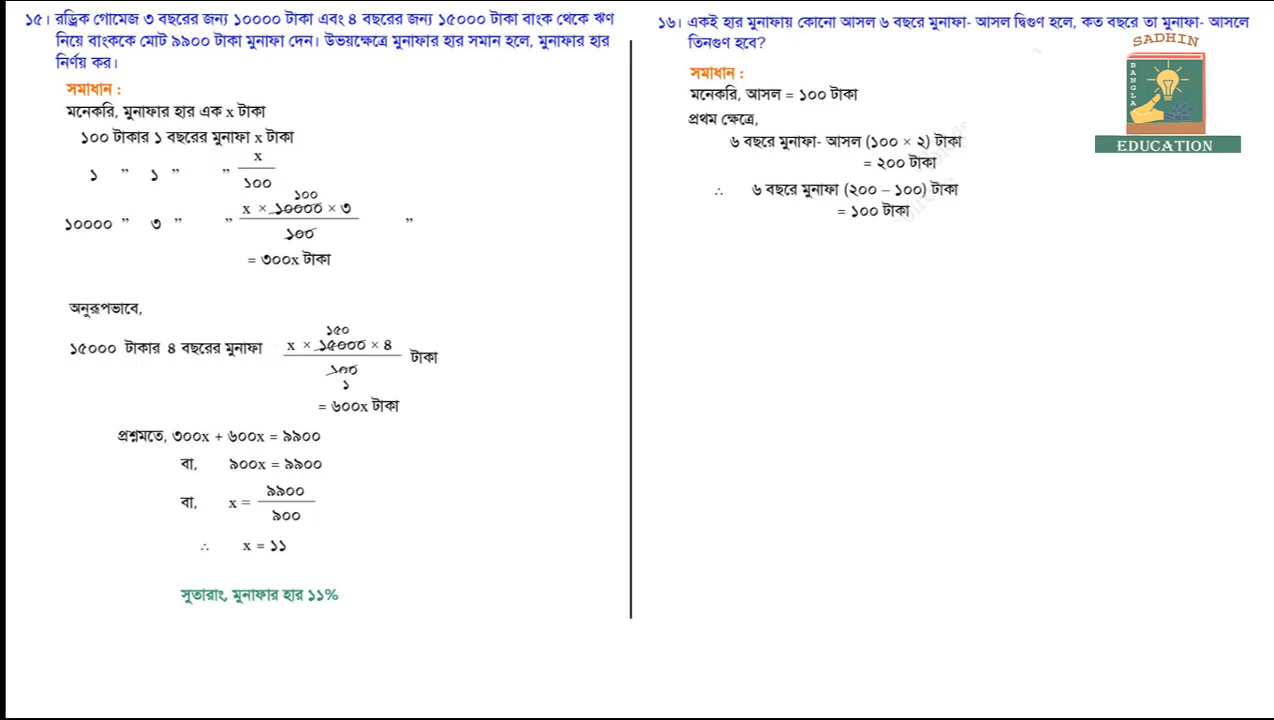 ১৫। রড্রিক গোমেজ ৩ বছরের জন্য ১০০০০ টাকা এবং ৪ বছরের জন্য ১৫০০০ টাকা বাংক থেকে ঋণ
নিয়ে বাংককে মোট ৯৯০০ টাকা মুনাফা দেন। উভয়ক্ষেত্রে মুনাফার হার সমান হলে, মুনাফার হার
নির্ণয় কর।
সমাধান :
মনেকরি, মুনাফার হার এক x টাকা
১০০ টাকার ১ বছরের মুনাফা x টাকা
x
১ ” ১ ” ”
১০০
১০০
x × ১০০০০ × ৩
১০০০০ ” ৩ ” ” ”
১০০
= ৩০০x টাকা
অনুরূপভাবে,
১৫০
১৫০০০ টাকার ৪ বছরের মুনাফা x × ১৫০০০ × ৪ টাকা
১০০
১
= ৬০০x টাকা
প্রশ্নমতে, ৩০০x + ৬০০x = ৯৯০০
বা, ৯০০x = ৯৯০০
৯৯০০
বা, x =
৯০০
∴ x = ১১
সুতারাং, মুনাফার হার ১১%
১৬। একই হার মুনাফায় কোনো আসল ৬ বছরে মুনাফা- আসল দ্বিগুণ হলে, কত বছরে তা মুনাফা- আসলে
তিনগুণ হবে?
সমাধান :
মনেকরি, আসল = ১০০ টাকা
প্রথম ক্ষেত্রে,
৬ বছরে মুনাফা- আসল (১০০ × ২) টাকা
= ২০০ টাকা
∴ ৬ বছরে মুনাফা (২০০ – ১০০) টাকা
= ১০০ টাকা
SADHIN
BANGLA
EDUCATION